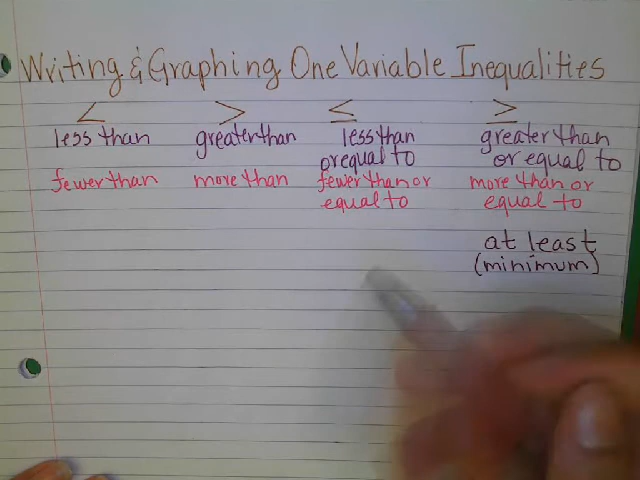 Writing & Graphing One Variable Inequalities
< > ≤ ≥
less than greater than less than greater than
or equal to or equal to
fewer than more than fewer than or more than or
equal to equal to
at least
(minimum)